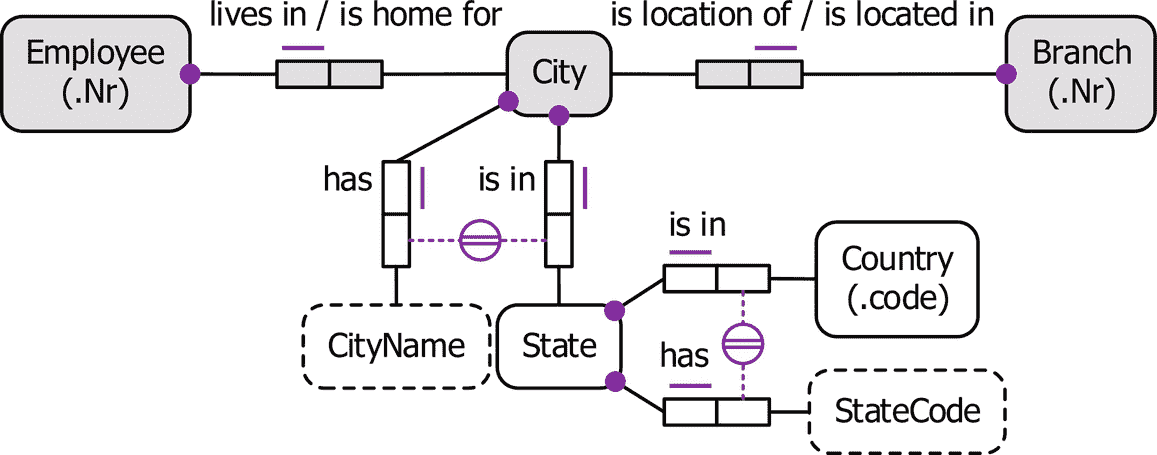 lives in / is home for
is location of / is located in
Employee
(.Nr)
City
Branch
(.Nr)
has
is in
is in
Country
(.code)
CityName
State
has
StateCode